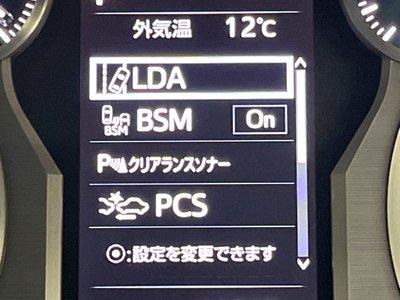 外気温 12℃
LDA
BSM BSM On
P クリアランスソナー
PCS
:設定を変更できます